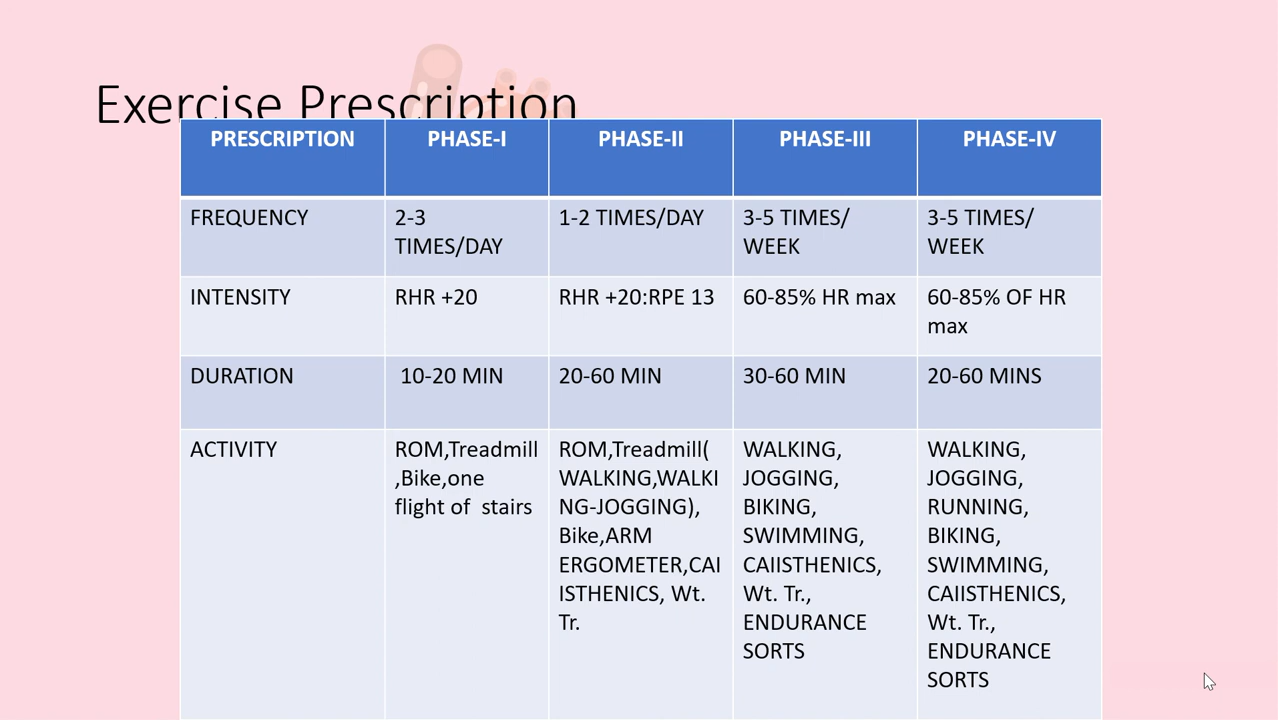 Exercise Prescription
PRESCRIPTION PHASE-I PHASE-II PHASE-III PHASE-IV
FREQUENCY
2-3
TIMES/DAY
1-2 TIMES/DAY
3-5 TIMES/
WEEK
3-5 TIMES/
WEEK
INTENSITY
RHR +20
RHR +20:RPE 13
60-85% HR max
60-85% OF HR
max
DURATION
10-20 MIN
20-60 MIN
30-60 MIN
20-60 MINS
ACTIVITY
ROM,Treadmill
,Bike,one
flight of  stairs
ROM,Treadmill(
WALKING,WALKI
NG-JOGGING),
Bike,ARM
ERGOMETER,CAI
ISTHENICS, Wt.
Tr.
WALKING,
JOGGING,
BIKING,
SWIMMING,
CAIISTHENICS,
Wt. Tr.,
ENDURANCE
SORTS
WALKING,
JOGGING,
RUNNING,
BIKING,
SWIMMING,
CAIISTHENICS,
Wt. Tr.,
ENDURANCE
SORTS